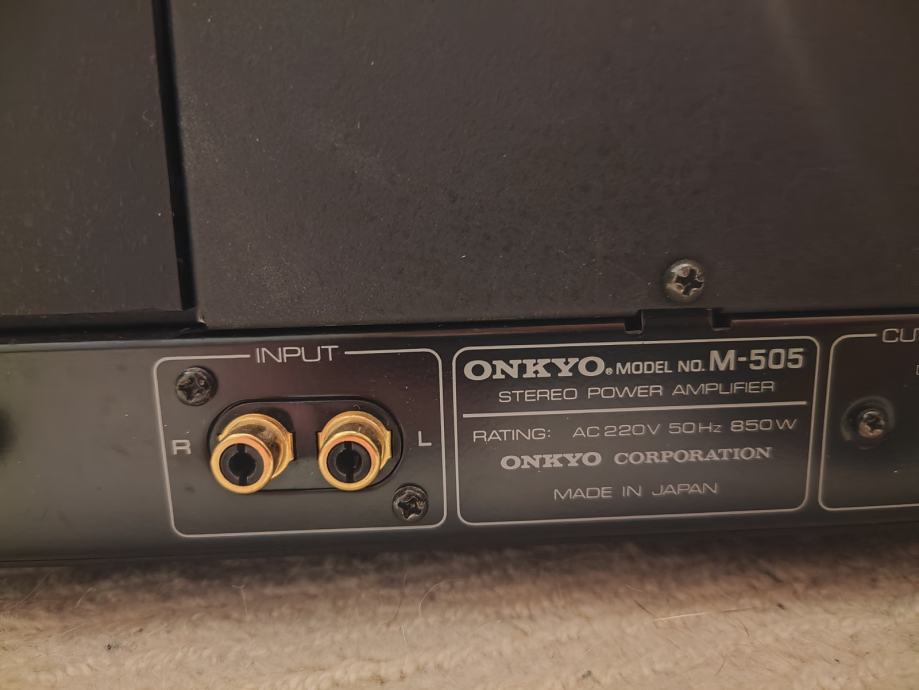 INPUT
R
L
ONKYO® MODEL NO. M-505
STEREO POWER AMPLIFIER
RATING: AC 220V 50Hz 850W
ONKYO CORPORATION
MADE IN JAPAN